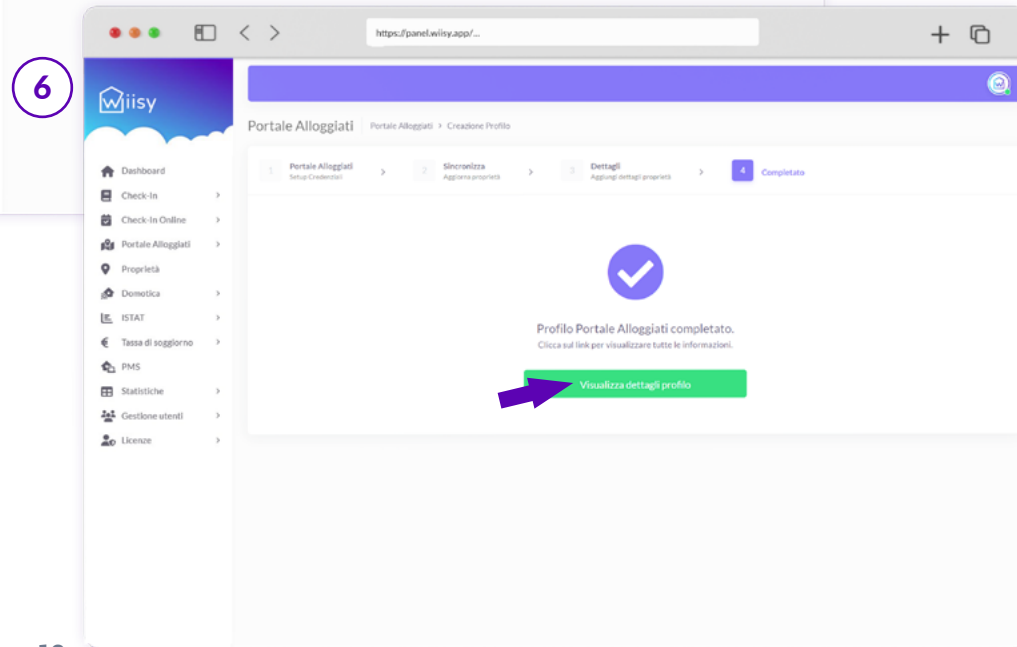 https://panel.wiisy.app/...
6
wiisy
Portale Alloggiati
Portale Alloggiati > Creazione Profilo
1 Portale Alloggiati
Setup Credenziali
2 Sincronizza
Aggiorna proprietà
3 Dettagli
Aggiungi dettagli proprietà
4 Completato
Dashboard
Check-In
Check-In Online
Portale Alloggiati
Proprietà
Domotica
ISTAT
Tassa di soggiorno
PMS
Statistiche
Gestione utenti
Licenze
Profilo Portale Alloggiati completato.
Clicca sul link per visualizzare tutte le informazioni.
Visualizza dettagli profilo